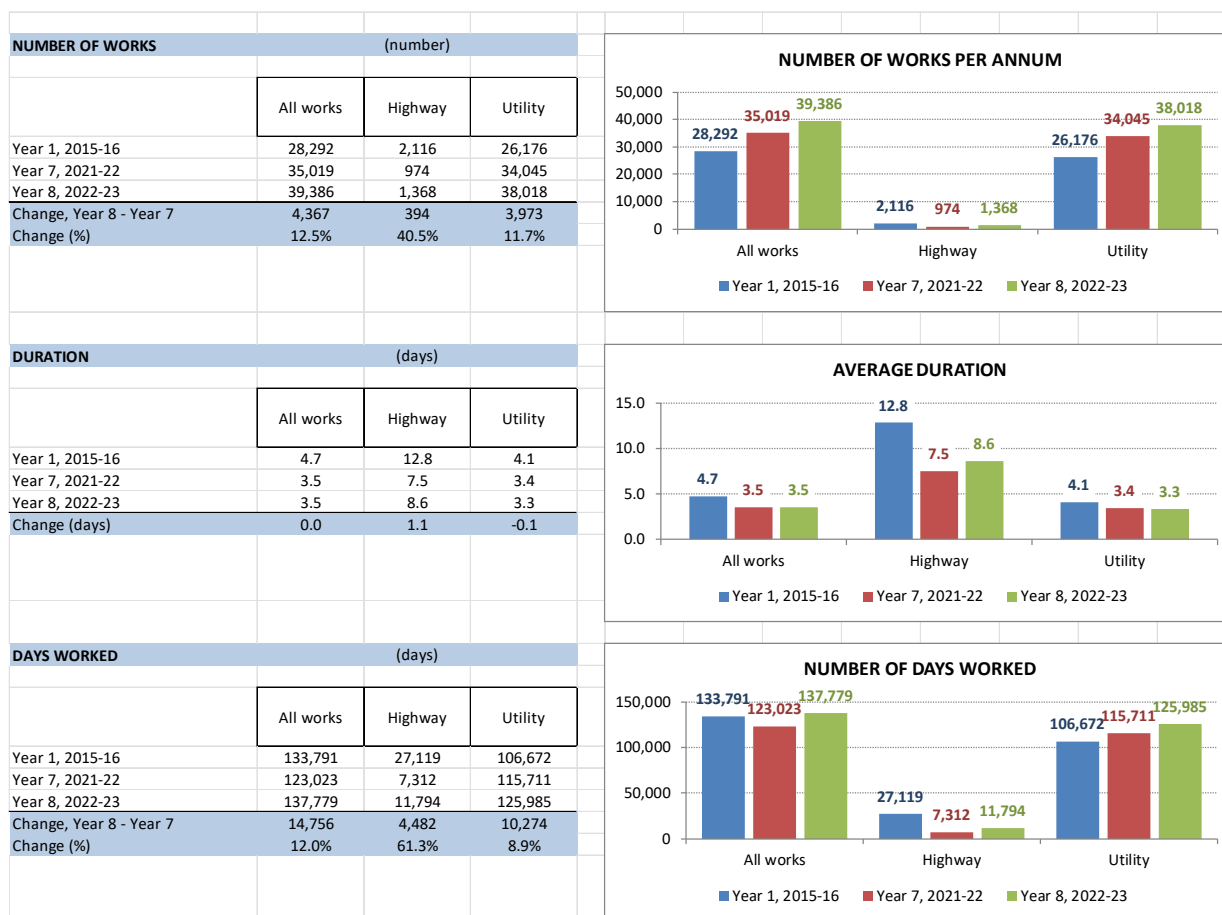 NUMBER OF WORKS (number)
All works Highway Utility
Year 1, 2015-16 28,292 2,116 26,176
Year 7, 2021-22 35,019 974 34,045
Year 8, 2022-23 39,386 1,368 38,018
Change, Year 8 - Year 7 4,367 394 3,973
Change (%) 12.5% 40.5% 11.7%
NUMBER OF WORKS PER ANNUM
50,000
40,000
30,000
20,000
10,000
0
28,292 35,019 39,386
2,116 974 1,368
26,176 34,045 38,018
All works Highway Utility
Year 1, 2015-16 Year 7, 2021-22 Year 8, 2022-23
DURATION (days)
All works Highway Utility
Year 1, 2015-16 4.7 12.8 4.1
Year 7, 2021-22 3.5 7.5 3.4
Year 8, 2022-23 3.5 8.6 3.3
Change (days) 0.0 1.1 -0.1
AVERAGE DURATION
15.0
10.0
5.0
0.0
4.7 3.5 3.5
12.8 7.5 8.6
4.1 3.4 3.3
All works Highway Utility
Year 1, 2015-16 Year 7, 2021-22 Year 8, 2022-23
DAYS WORKED (days)
All works Highway Utility
Year 1, 2015-16 133,791 27,119 106,672
Year 7, 2021-22 123,023 7,312 115,711
Year 8, 2022-23 137,779 11,794 125,985
Change, Year 8 - Year 7 14,756 4,482 10,274
Change (%) 12.0% 61.3% 8.9%
NUMBER OF DAYS WORKED
150,000
100,000
50,000
0
133,791 123,023 137,779
27,119 7,312 11,794
106,672 115,711 125,985
All works Highway Utility
Year 1, 2015-16 Year 7, 2021-22 Year 8, 2022-23